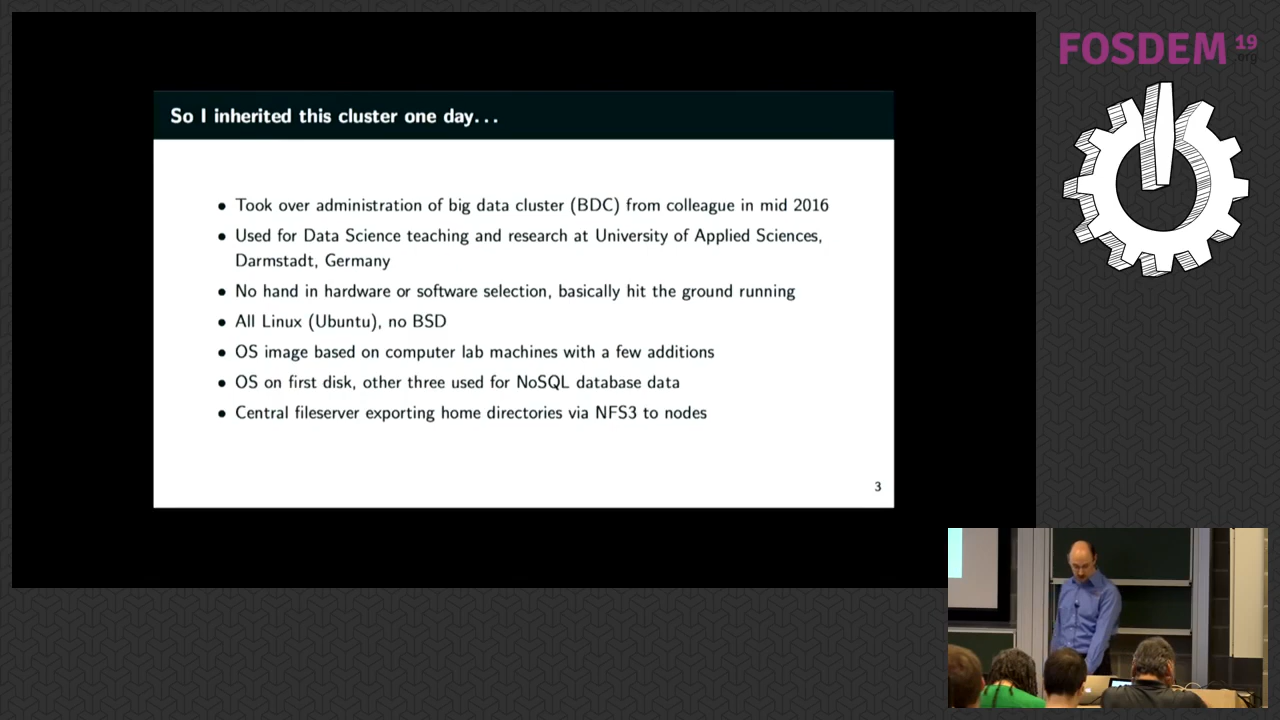 FOSDEM 19
.org
So I inherited this cluster one day...
• Took over administration of big data cluster (BDC) from colleague in mid 2016
• Used for Data Science teaching and research at University of Applied Sciences,
Darmstadt, Germany
• No hand in hardware or software selection, basically hit the ground running
• All Linux (Ubuntu), no BSD
• OS image based on computer lab machines with a few additions
• OS on first disk, other three used for NoSQL database data
• Central fileserver exporting home directories via NFS3 to nodes
3